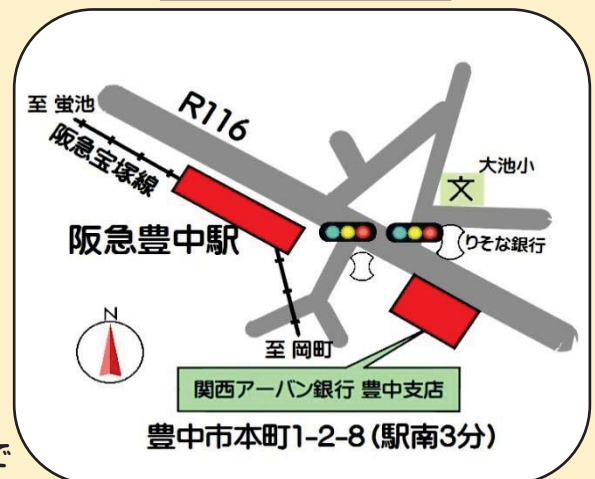 至 蛍池
R116
阪急宝塚線
大池小
文
阪急豊中駅
りそな銀行
N
至 岡町
関西アーバン銀行 豊中支店
豊中市本町1-2-8(駅南3分)
で